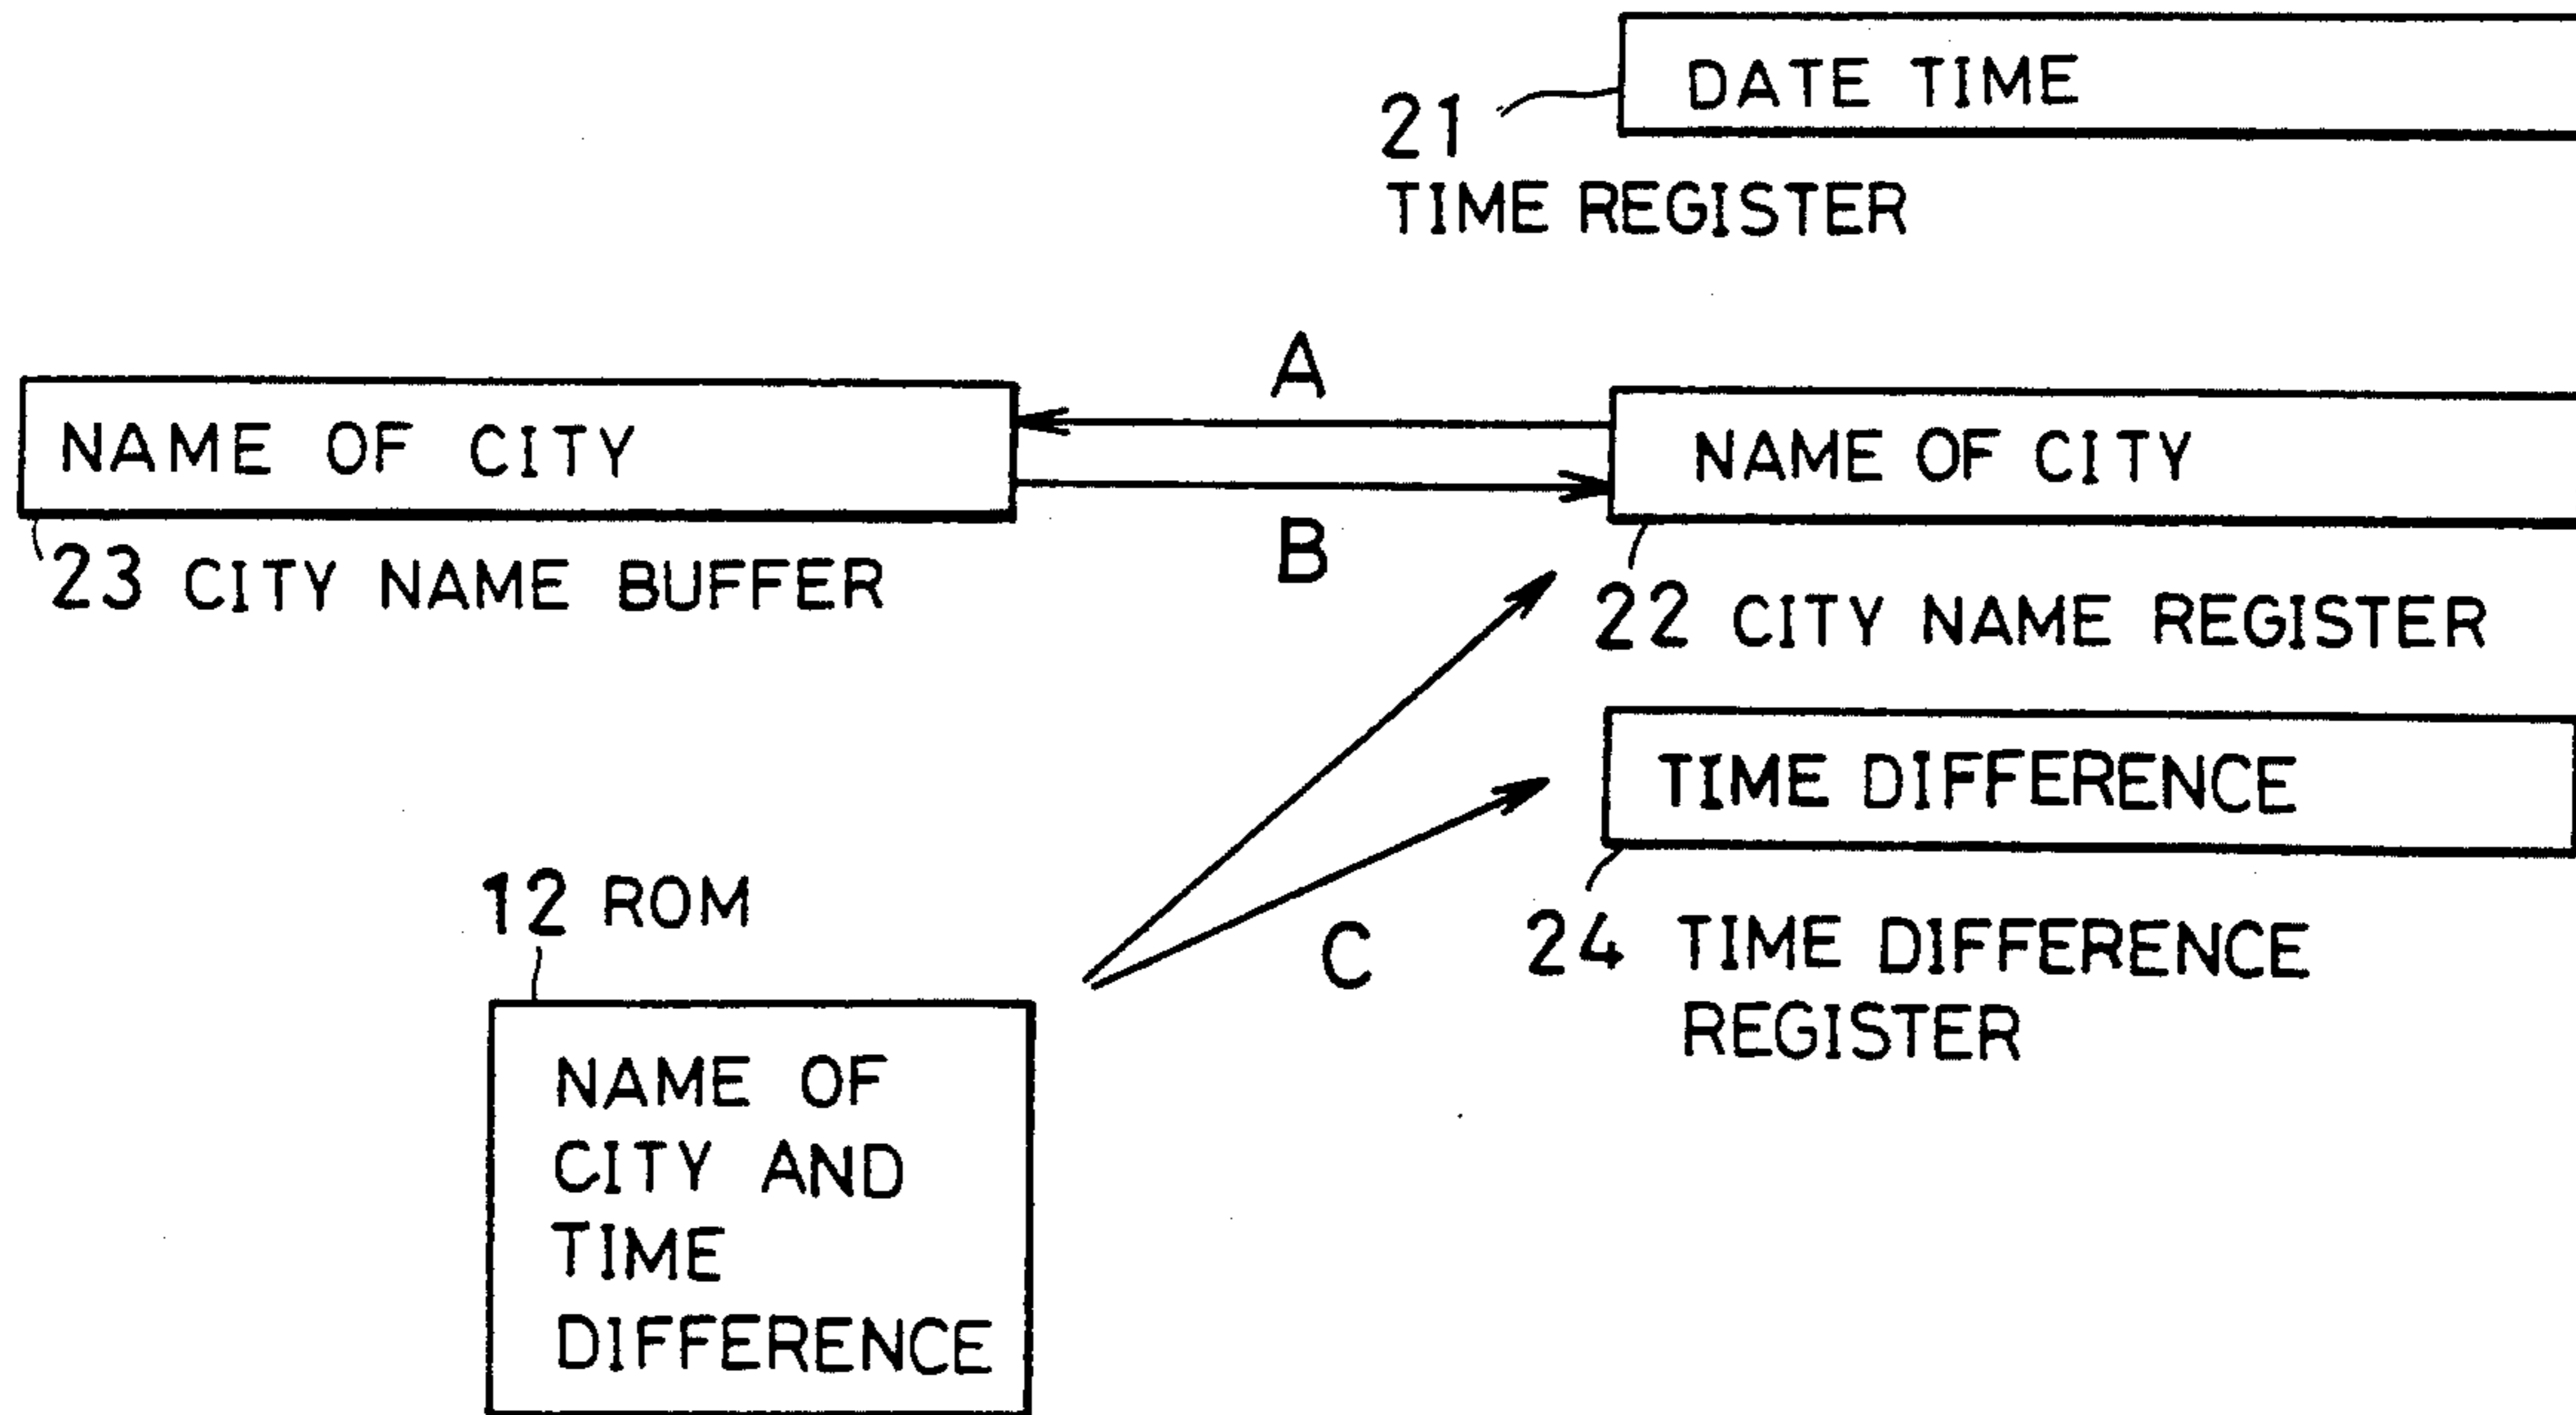 DATE TIME
21
TIME REGISTER
A
NAME OF CITY
NAME OF CITY
B
23 CITY NAME BUFFER
22 CITY NAME REGISTER
TIME DIFFERENCE
12 ROM
C
24 TIME DIFFERENCE
REGISTER
NAME OF
CITY AND
TIME
DIFFERENCE